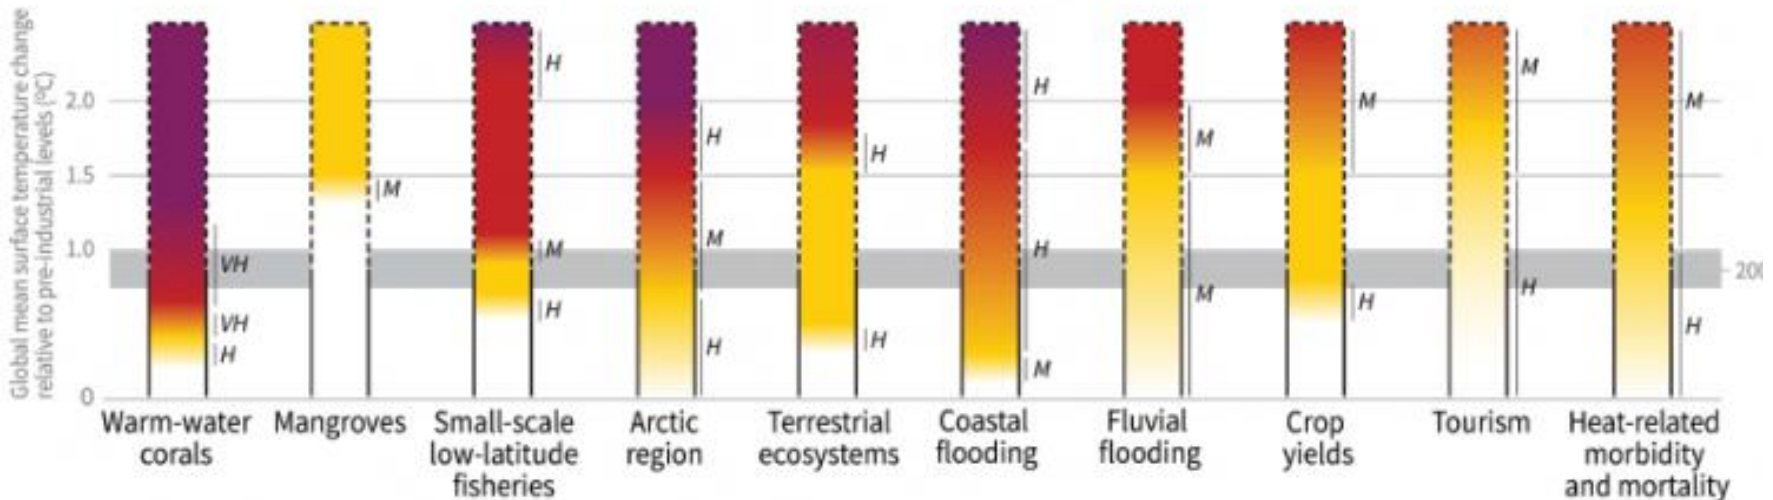 Global mean surface temperature change
relative to pre-industrial levels (ºC)
2.0
1.5
1.0
0
VH
VH
H
M
H
M
H
H
M
H
H
H
H
H
M
M
M
M
H
M
H
M
H
200
Warm-water
corals
Mangroves
Small-scale
low-latitude
fisheries
Arctic
region
Terrestrial
ecosystems
Coastal
flooding
Fluvial
flooding
Crop
yields
Tourism
Heat-related
morbidity
and mortality